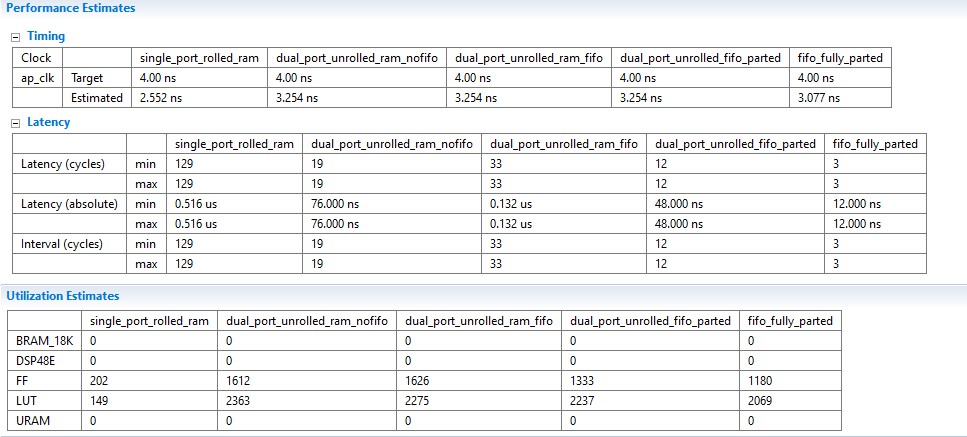 Performance Estimates
Timing
Clock single_port_rolled_ram dual_port_unrolled_ram_nofifo dual_port_unrolled_ram_fifo dual_port_unrolled_fifo_parted fifo_fully_parted
ap_clk Target 4.00 ns 4.00 ns 4.00 ns 4.00 ns 4.00 ns
Estimated 2.552 ns 3.254 ns 3.254 ns 3.254 ns 3.077 ns
Latency
single_port_rolled_ram dual_port_unrolled_ram_nofifo dual_port_unrolled_ram_fifo dual_port_unrolled_fifo_parted fifo_fully_parted
Latency (cycles) min 129 19 33 12 3
max 129 19 33 12 3
Latency (absolute) min 0.516 us 76.000 ns 0.132 us 48.000 ns 12.000 ns
max 0.516 us 76.000 ns 0.132 us 48.000 ns 12.000 ns
Interval (cycles) min 129 19 33 12 3
max 129 19 33 12 3
Utilization Estimates
single_port_rolled_ram dual_port_unrolled_ram_nofifo dual_port_unrolled_ram_fifo dual_port_unrolled_fifo_parted fifo_fully_parted
BRAM_18K 0 0 0 0 0
DSP48E 0 0 0 0 0
FF 202 1612 1626 1333 1180
LUT 149 2363 2275 2237 2069
URAM 0 0 0 0 0